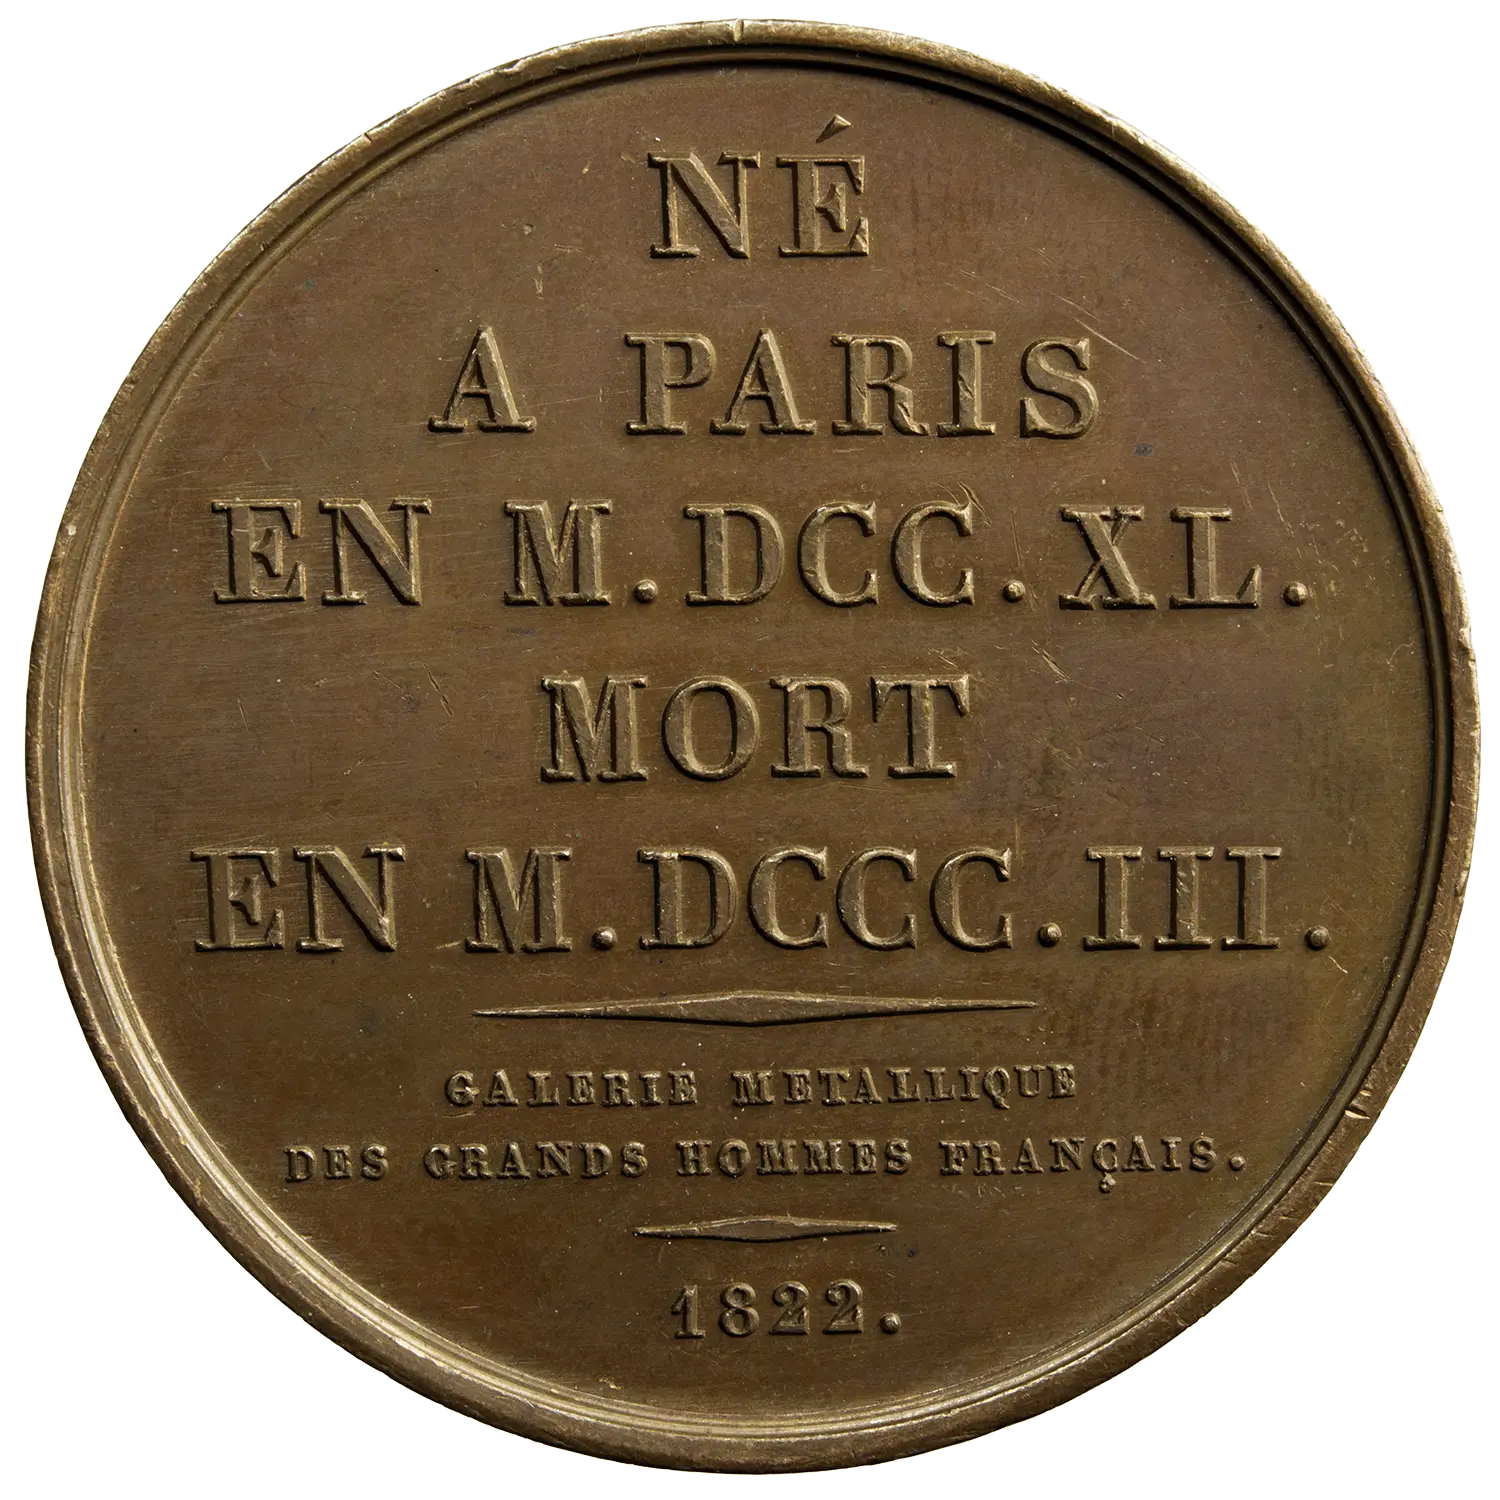 NÉ
A PARIS
EN M.DCC.XL.
MORT
EN M.DCCC.III.
GALERIE METALLIQUE
DES GRANDS HOMMES FRANÇAIS.
1822.